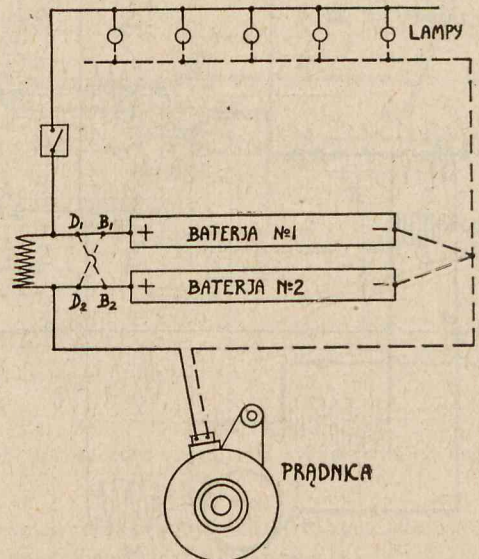 LAMPY
D₁ B₁
+ BATERJA №1 −
+ BATERJA №2 −
D₂ B₂
PRĄDNICA